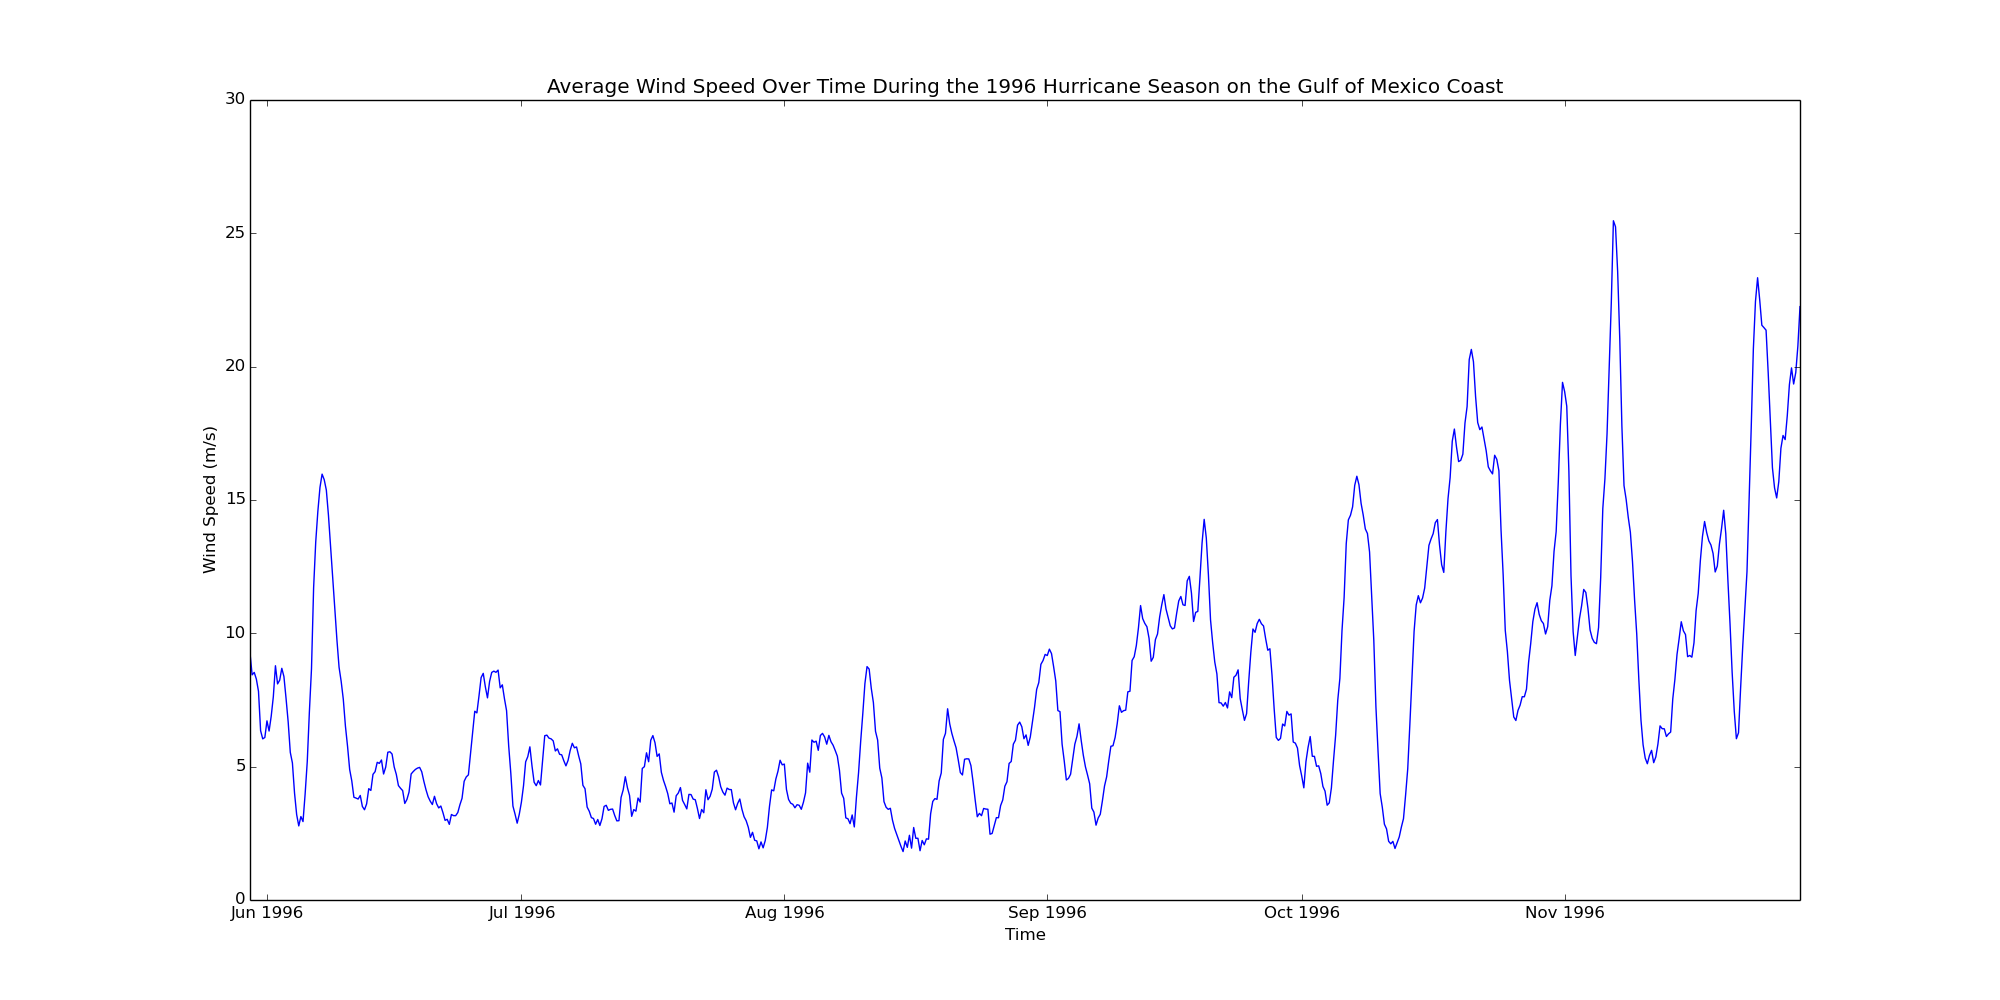 Average Wind Speed Over Time During the 1996 Hurricane Season on the Gulf of Mexico Coast
30
25
20
15
10
5
0
Wind Speed (m/s)
Jun 1996 Jul 1996 Aug 1996 Sep 1996 Oct 1996 Nov 1996
Time